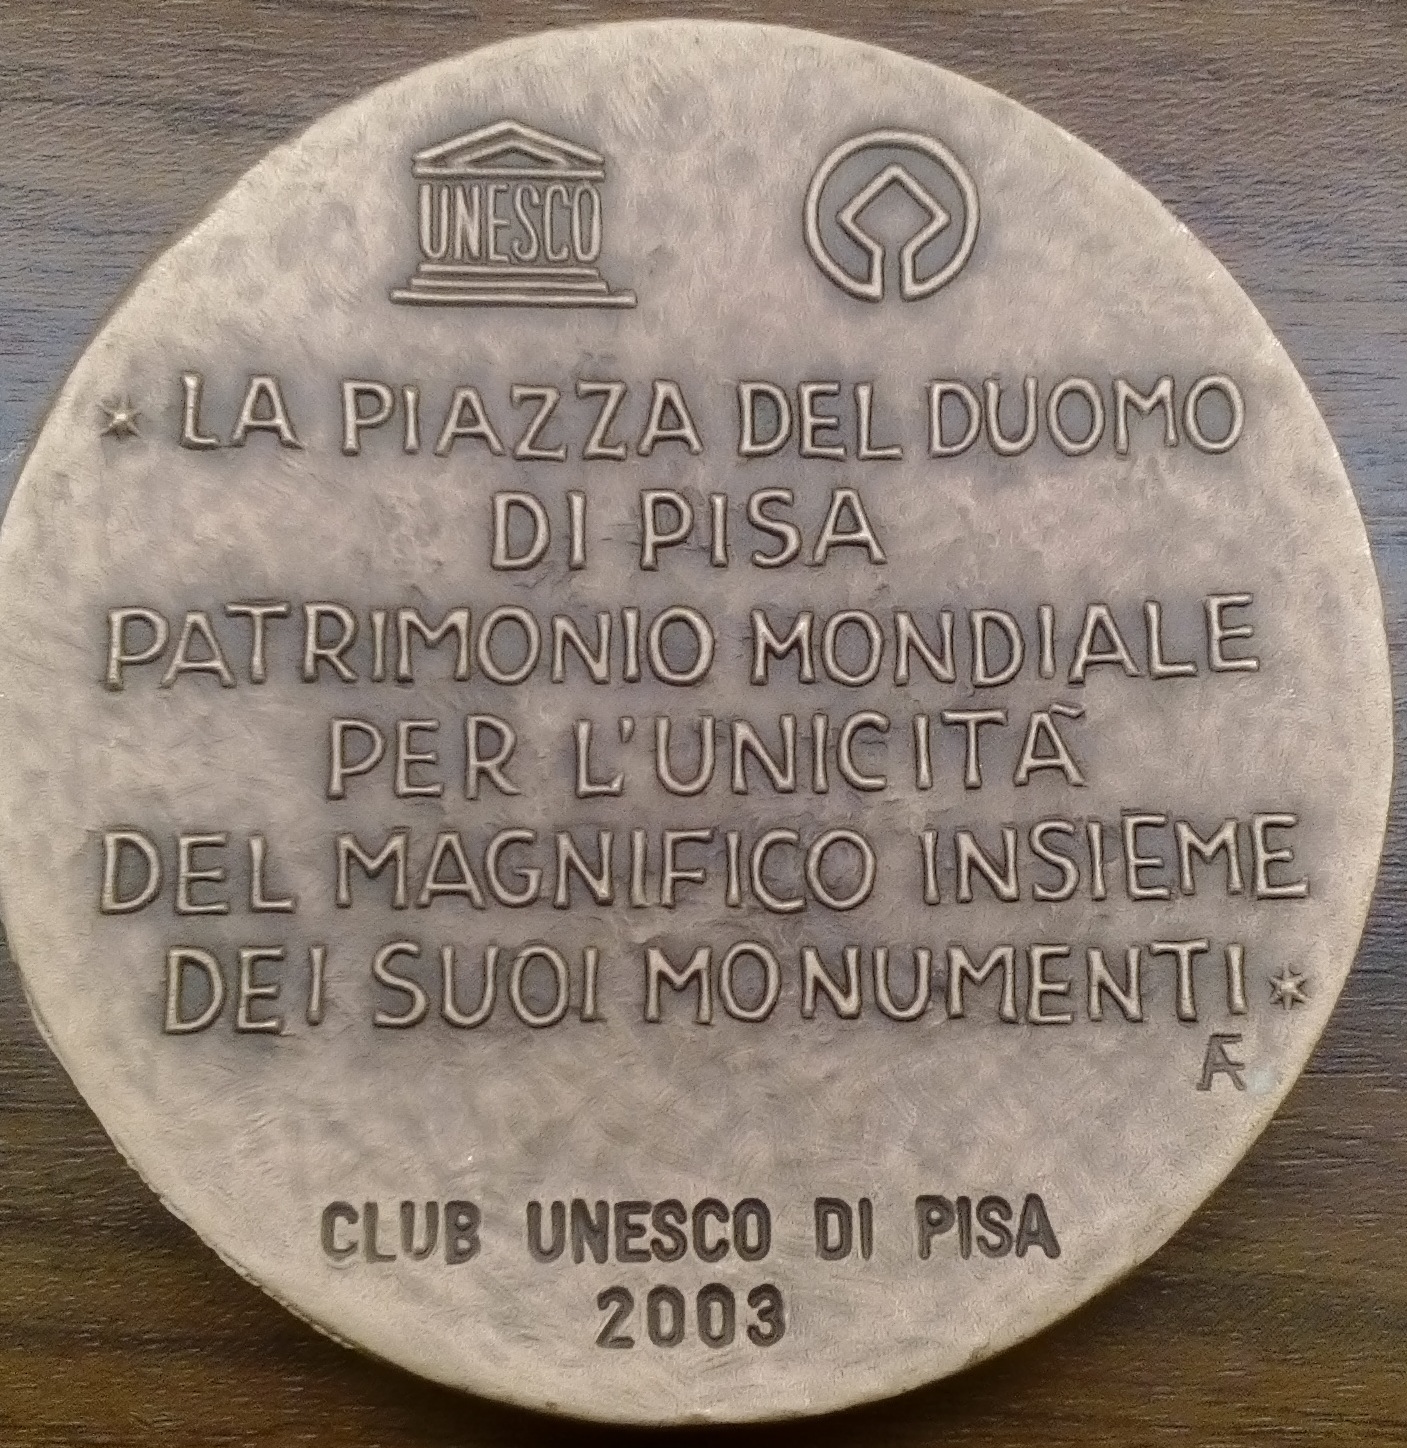 UNESCO
* LA PIAZZA DEL DUOMO
DI PISA
PATRIMONIO MONDIALE
PER L'UNICITÀ
DEL MAGNIFICO INSIEME
DEI SUOI MONUMENTI *
AF
CLUB UNESCO DI PISA
2003